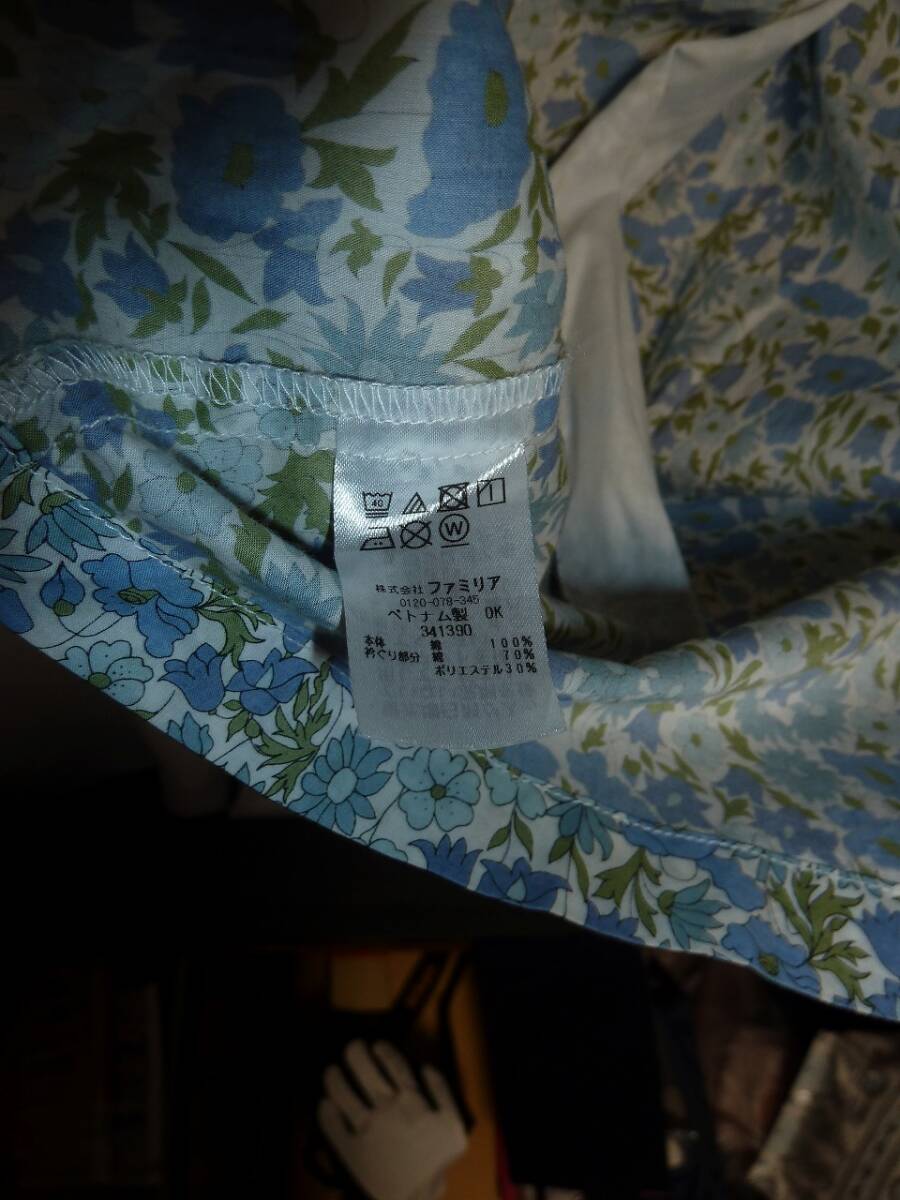 40
W
株式会社 ファミリア
0120-078-345
ベトナム製 OK
341390
本体 綿 100%
衿ぐり部分 綿 70%
ポリエステル30%